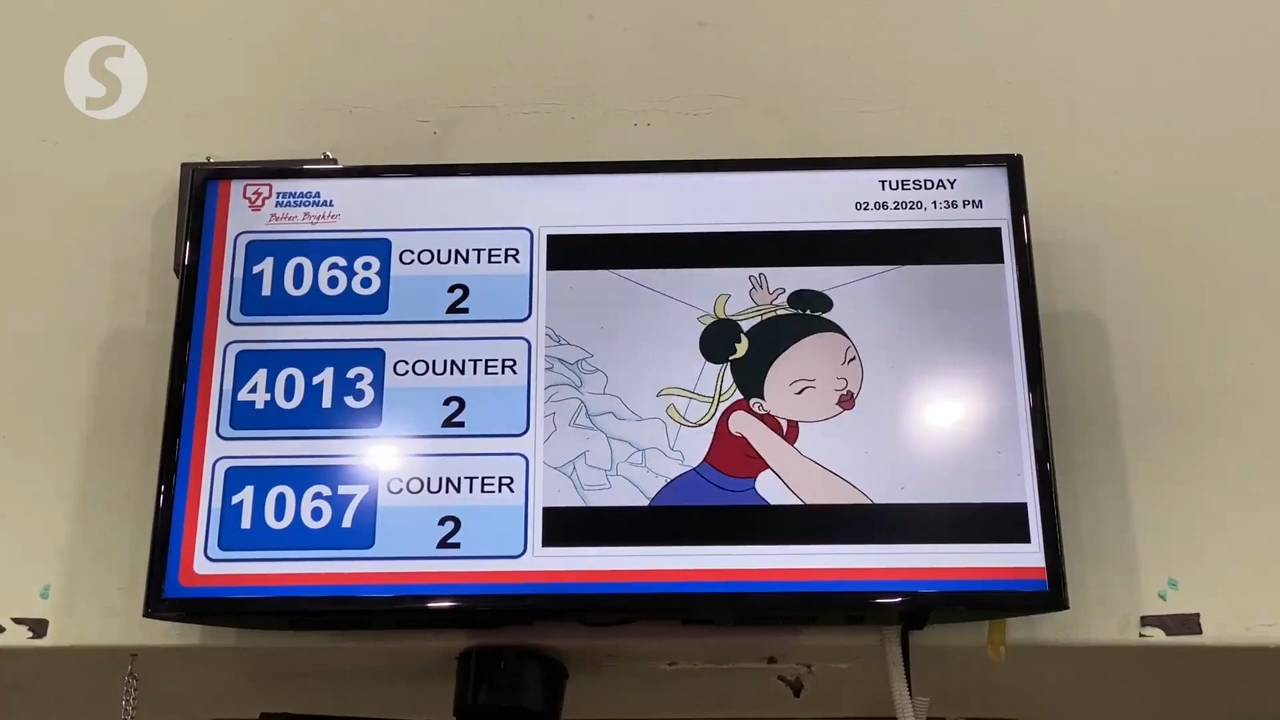 S
TENAGA
NASIONAL
Better. Brighter.
TUESDAY
02.06.2020, 1:36 PM
1068
COUNTER
2
4013
COUNTER
2
1067
COUNTER
2